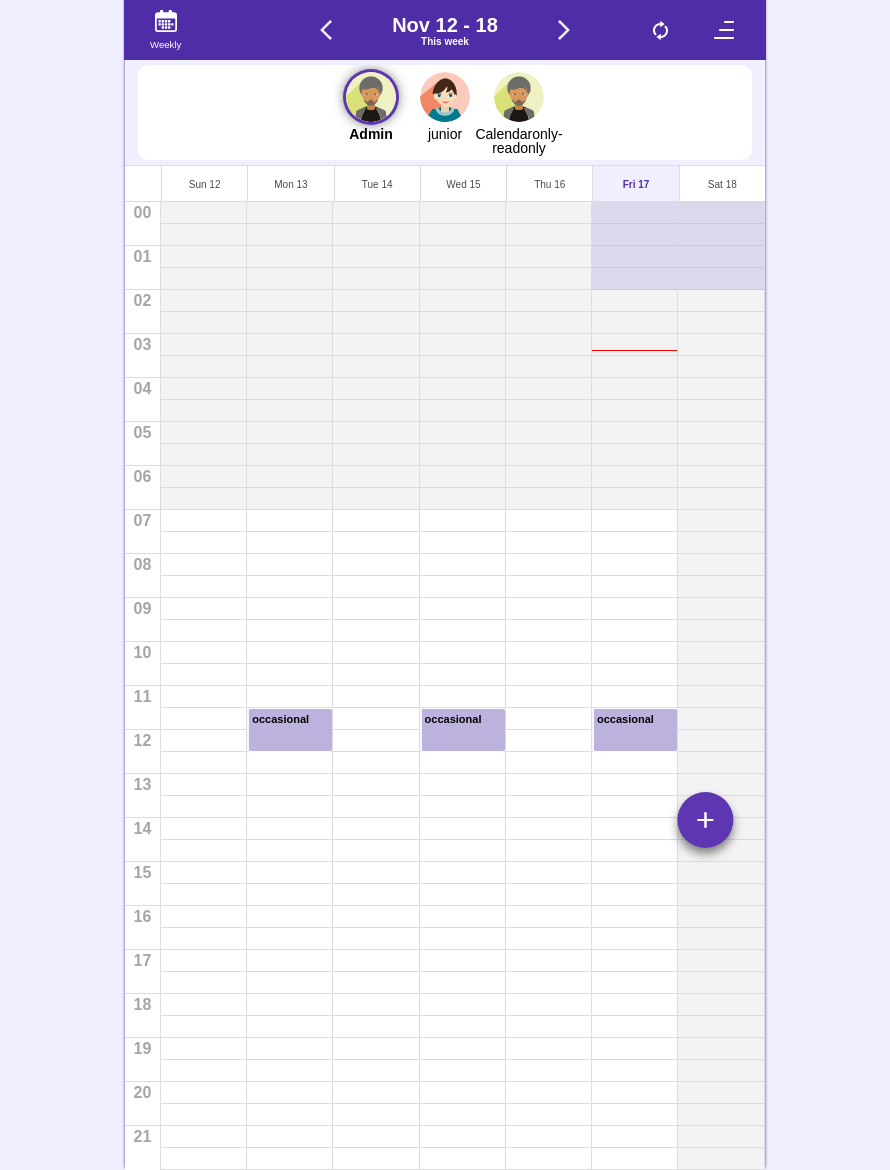 Weekly
Nov 12 - 18
This week
Admin
junior
Calendaronly-
readonly
Sun 12
Mon 13
Tue 14
Wed 15
Thu 16
Fri 17
Sat 18
00
01
02
03
04
05
06
07
08
09
10
11
occasional
occasional
occasional
12
13
14
15
16
17
18
19
20
21